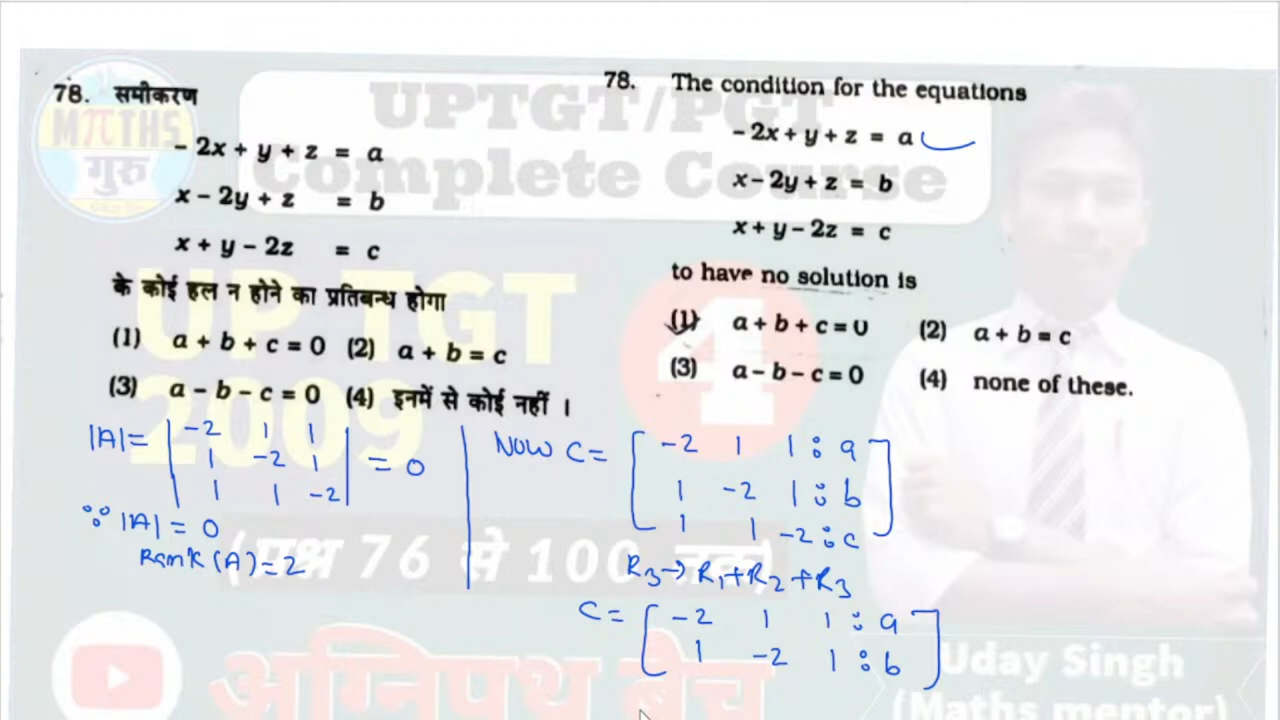 78. समीकरण
- 2x + y + z = a
x - 2y + z = b
x + y - 2z = c
के कोई हल न होने का प्रतिबन्ध होगा
(1) a + b + c = 0 (2) a + b = c
(3) a - b - c = 0 (4) इनमें से कोई नहीं ।
78. The condition for the equations
- 2x + y + z = a
x - 2y + z = b
x + y - 2z = c
to have no solution is
(1) a + b + c = 0 (2) a + b = c
(3) a - b - c = 0 (4) none of these.
|A| = | -2 1 1 |
| 1 -2 1 | = 0
| 1 1 -2 |
∵ |A| = 0
Rank (A) = 2
Now C = [ -2 1 1 : a ]
[ 1 -2 1 : b ]
[ 1 1 -2 : c ]
R₃ → R₁ + R₂ + R₃
C = [ -2 1 1 : a ]
[ 1 -2 1 : b ]
MπTHS
गुरु
UPTGT/PGT
Complete Course
UP TGT
2009
4
(प्रश्न 76 से 100 तक)
अग्निपथ बैच
Uday Singh
(Maths mentor)